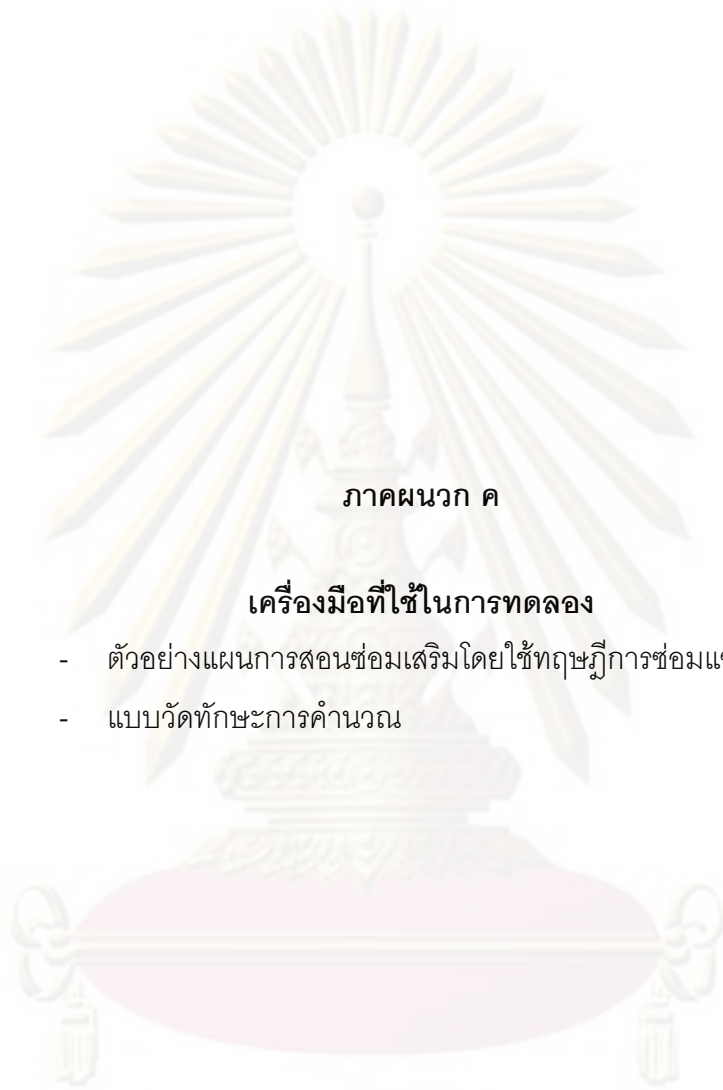 ภาคผนวก ค
เครื่องมือที่ใช้ในการทดลอง
- ตัวอย่างแผนการสอนซ่อมเสริมโดยใช้ทฤษฎีการซ่อม
- แบบวัดทักษะการคำนวณ